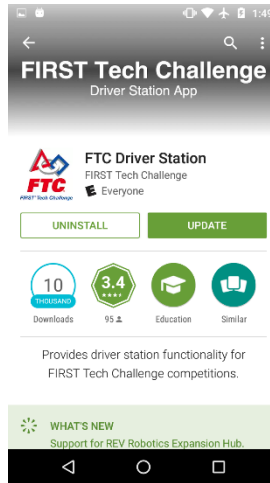 1:45
FIRST Tech Challenge
Driver Station App
FTC
FIRST Tech Challenge
FTC Driver Station
FIRST Tech Challenge
E Everyone
UNINSTALL
UPDATE
10
THOUSAND
3.4
Downloads
95
Education
Similar
Provides driver station functionality for
FIRST Tech Challenge competitions.
WHAT'S NEW
Support for REV Robotics Expansion Hub.